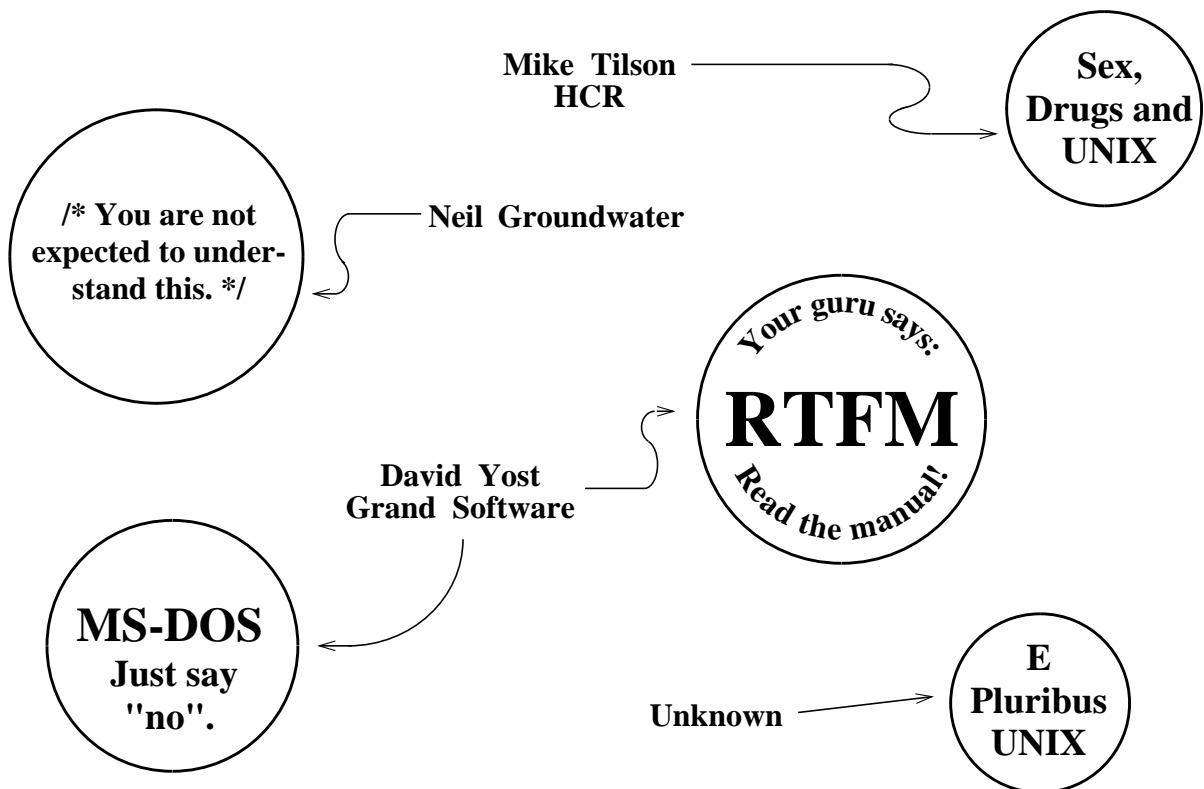 Mike Tilson
HCR
Sex,
Drugs and
UNIX
/* You are not
expected to under-
stand this. */
Neil Groundwater
Your guru says:
RTFM
Read the manual!
David Yost
Grand Software
MS-DOS
Just say
"no".
Unknown
E
Pluribus
UNIX